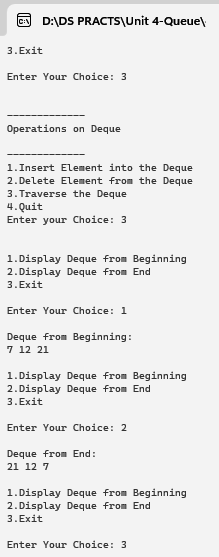 D:\DS PRACTS\Unit 4-Queue\
3.Exit
Enter Your Choice: 3
-------------
Operations on Deque
-------------
1.Insert Element into the Deque
2.Delete Element from the Deque
3.Traverse the Deque
4.Quit
Enter your Choice: 3
1.Display Deque from Beginning
2.Display Deque from End
3.Exit
Enter Your Choice: 1
Deque from Beginning:
7 12 21
1.Display Deque from Beginning
2.Display Deque from End
3.Exit
Enter Your Choice: 2
Deque from End:
21 12 7
1.Display Deque from Beginning
2.Display Deque from End
3.Exit
Enter Your Choice: 3